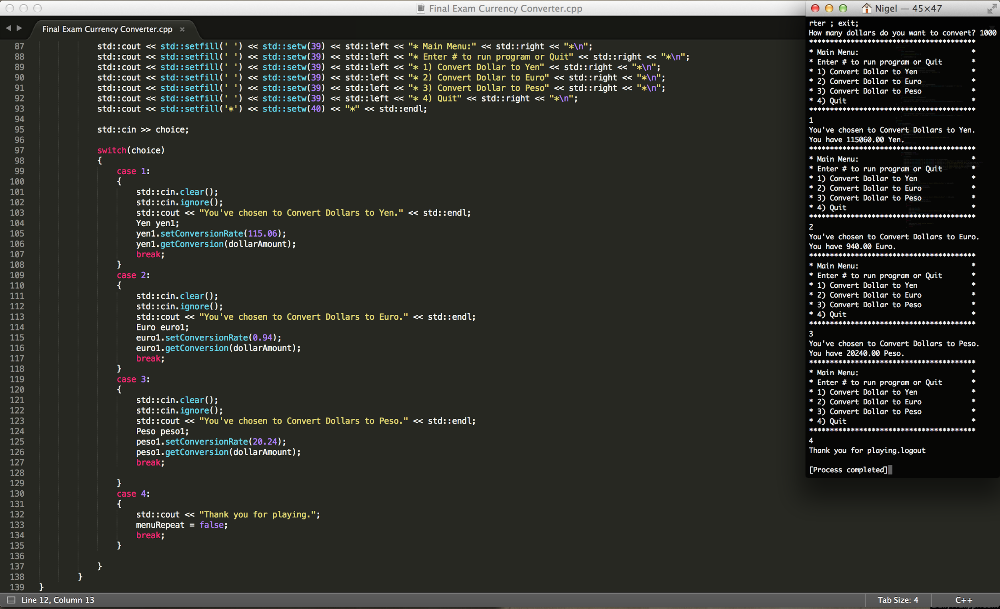 Final Exam Currency Converter.cpp
Final Exam Currency Converter.cpp ×
87 std::cout << std::setfill(' ') << std::setw(39) << std::left << "* Main Menu:" << std::right << "*\n";
88 std::cout << std::setfill(' ') << std::setw(39) << std::left << "* Enter # to run program or Quit" << std::right << "*\n";
89 std::cout << std::setfill(' ') << std::setw(39) << std::left << "* 1) Convert Dollar to Yen" << std::right << "*\n";
90 std::cout << std::setfill(' ') << std::setw(39) << std::left << "* 2) Convert Dollar to Euro" << std::right << "*\n";
91 std::cout << std::setfill(' ') << std::setw(39) << std::left << "* 3) Convert Dollar to Peso" << std::right << "*\n";
92 std::cout << std::setfill(' ') << std::setw(39) << std::left << "* 4) Quit" << std::right << "*\n";
93 std::cout << std::setfill('*') << std::setw(40) << "*" << std::endl;
94
95 std::cin >> choice;
96
97 switch(choice)
98 {
99 case 1:
100 {
101 std::cin.clear();
102 std::cin.ignore();
103 std::cout << "You've chosen to Convert Dollars to Yen." << std::endl;
104 Yen yen1;
105 yen1.setConversionRate(115.06);
106 yen1.getConversion(dollarAmount);
107 break;
108 }
109 case 2:
110 {
111 std::cin.clear();
112 std::cin.ignore();
113 std::cout << "You've chosen to Convert Dollars to Euro." << std::endl;
114 Euro euro1;
115 euro1.setConversionRate(0.94);
116 euro1.getConversion(dollarAmount);
117 break;
118 }
119 case 3:
120 {
121 std::cin.clear();
122 std::cin.ignore();
123 std::cout << "You've chosen to Convert Dollars to Peso." << std::endl;
124 Peso peso1;
125 peso1.setConversionRate(20.24);
126 peso1.getConversion(dollarAmount);
127 break;
128
129 }
130 case 4:
131 {
132 std::cout << "Thank you for playing.";
133 menuRepeat = false;
134 break;
135 }
136
137 }
138 }
139 }
Line 12, Column 13
Tab Size: 4
C++
Nigel — 45×47
rter ; exit;
How many dollars do you want to convert? 1000
****************************************
* Main Menu: *
* Enter # to run program or Quit *
* 1) Convert Dollar to Yen *
* 2) Convert Dollar to Euro *
* 3) Convert Dollar to Peso *
* 4) Quit *
****************************************
1
You've chosen to Convert Dollars to Yen.
You have 115060.00 Yen.
****************************************
* Main Menu: *
* Enter # to run program or Quit *
* 1) Convert Dollar to Yen *
* 2) Convert Dollar to Euro *
* 3) Convert Dollar to Peso *
* 4) Quit *
****************************************
2
You've chosen to Convert Dollars to Euro.
You have 940.00 Euro.
****************************************
* Main Menu: *
* Enter # to run program or Quit *
* 1) Convert Dollar to Yen *
* 2) Convert Dollar to Euro *
* 3) Convert Dollar to Peso *
* 4) Quit *
****************************************
3
You've chosen to Convert Dollars to Peso.
You have 20240.00 Peso.
****************************************
* Main Menu: *
* Enter # to run program or Quit *
* 1) Convert Dollar to Yen *
* 2) Convert Dollar to Euro *
* 3) Convert Dollar to Peso *
* 4) Quit *
****************************************
4
Thank you for playing.logout
[Process completed]